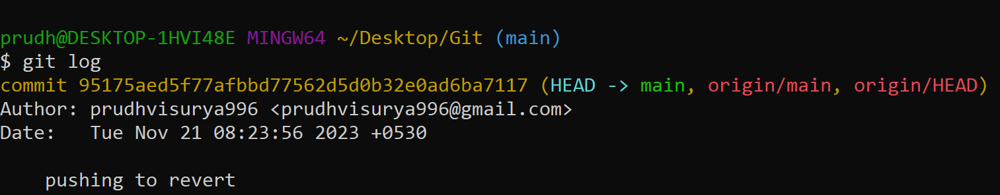 prudh@DESKTOP-1HVI48E MINGW64 ~/Desktop/Git (main)
$ git log
commit 95175aed5f77afbbd77562d5d0b32e0ad6ba7117 (HEAD -> main, origin/main, origin/HEAD)
Author: prudhvisurya996 <prudhvisurya996@gmail.com>
Date:   Tue Nov 21 08:23:56 2023 +0530
    pushing to revert